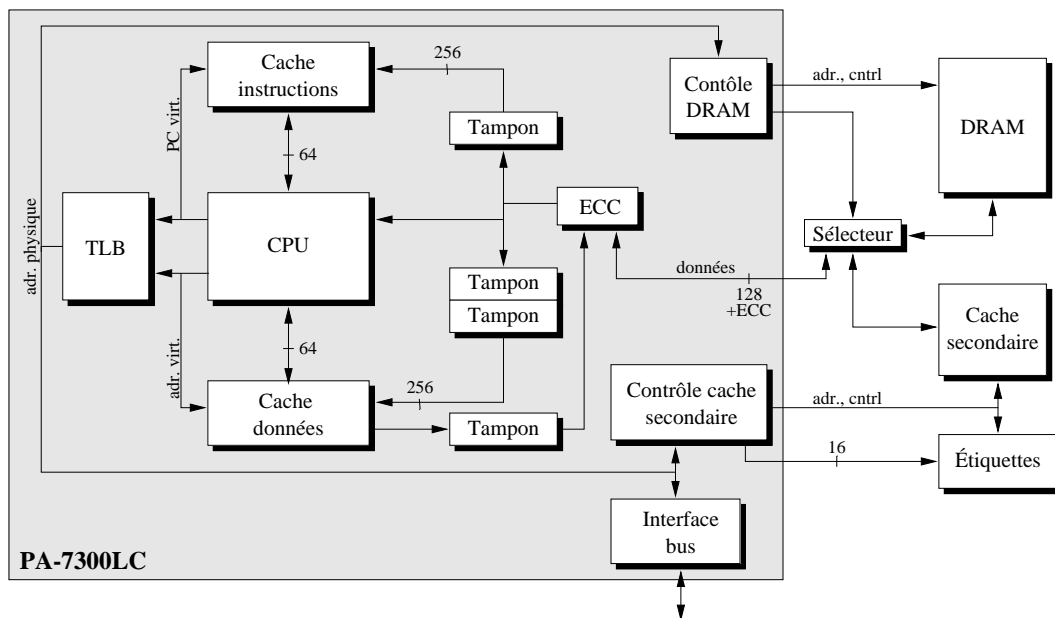 Cache
instructions
256
Contôle
DRAM
adr., cntrl
DRAM
PC virt.
64
Tampon
adr. physique
TLB
CPU
ECC
Sélecteur
données
128
+ECC
Tampon
Tampon
Cache
secondaire
adr. virt.
64
256
Cache
données
Tampon
Contrôle cache
secondaire
adr., cntrl
16
Étiquettes
Interface
bus
PA-7300LC